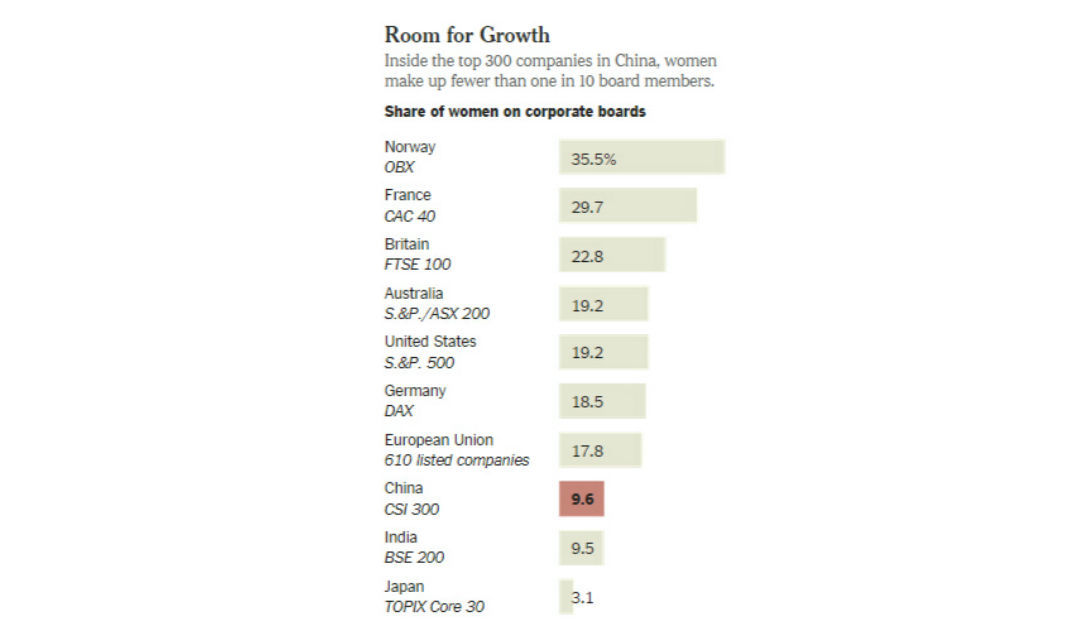 Room for Growth
Inside the top 300 companies in China, women
make up fewer than one in 10 board members.
Share of women on corporate boards
Norway
OBX
35.5%
France
CAC 40
29.7
Britain
FTSE 100
22.8
Australia
S.&P./ASX 200
19.2
United States
S.&P. 500
19.2
Germany
DAX
18.5
European Union
610 listed companies
17.8
China
CSI 300
9.6
India
BSE 200
9.5
Japan
TOPIX Core 30
3.1